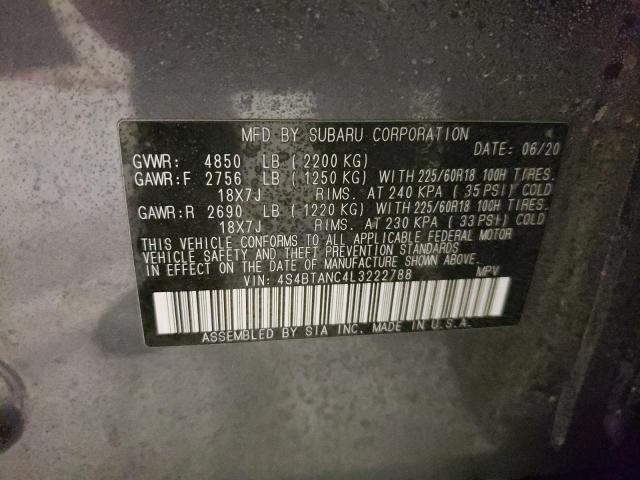 MFD BY SUBARU CORPORATION
DATE: 06/20
GVWR: 4850 LB (2200 KG)
GAWR:F 2756 LB (1250 KG) WITH 225/60R18 100H TIRES.
18X7J RIMS. AT 240 KPA (35 PSI) COLD
GAWR:R 2690 LB (1220 KG) WITH 225/60R18 100H TIRES.
18X7J RIMS. AT 230 KPA (33 PSI) COLD
THIS VEHICLE CONFORMS TO ALL APPLICABLE FEDERAL MOTOR
VEHICLE SAFETY AND THEFT PREVENTION STANDARDS
IN EFFECT ON THE DATE OF MANUFACTURE SHOWN ABOVE.
VIN: 4S4BTANC4L3222788 MPV
ASSEMBLED BY SIA INC. MADE IN U.S.A.